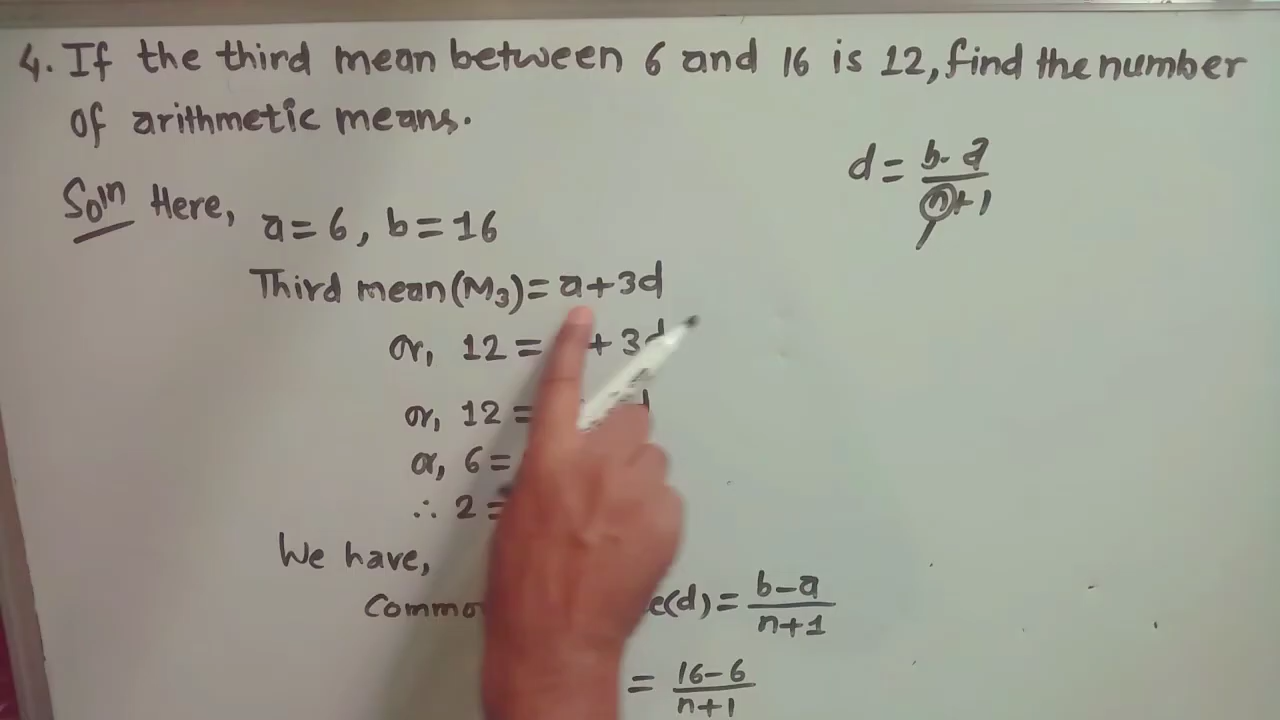 4. If the third mean between 6 and 16 is 12, find the number
of arithmetic means.
d = b-a / n+1
Soln Here,
a = 6, b = 16
Third mean (M₃) = a + 3d
or, 12 = + 3d
or, 12 =
or, 6 =
∴ 2 =
We have,
(d) = b-a / n+1
= 16-6 / n+1